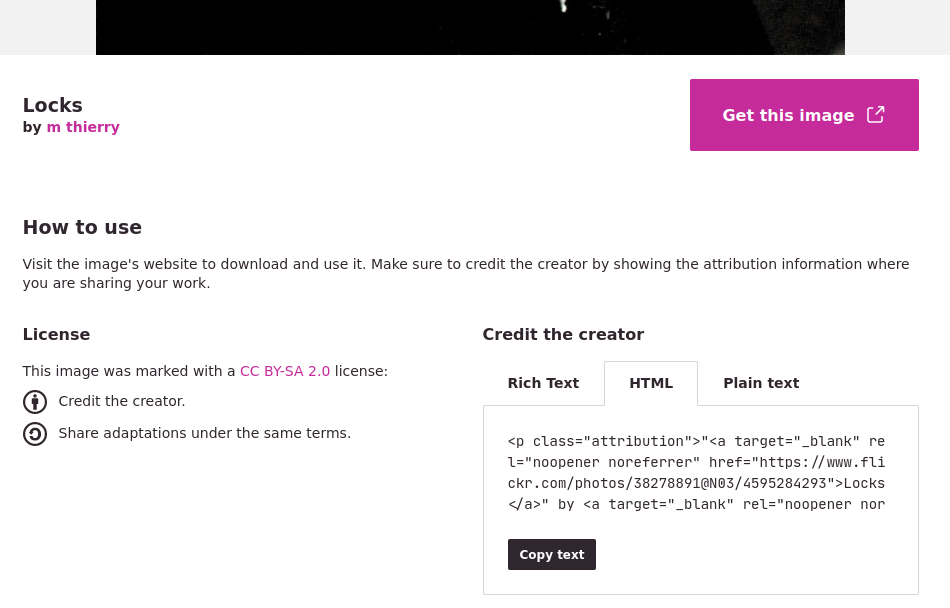 Locks
by m thierry
Get this image
How to use
Visit the image's website to download and use it. Make sure to credit the creator by showing the attribution information where
you are sharing your work.
License
This image was marked with a CC BY-SA 2.0 license:
Credit the creator.
Share adaptations under the same terms.
Credit the creator
Rich Text
HTML
Plain text
<p class="attribution">"<a target="_blank" re
l="noopener noreferrer" href="https://www.fli
ckr.com/photos/38278891@N03/4595284293">Locks
</a>" by <a target="_blank" rel="noopener nor
Copy text